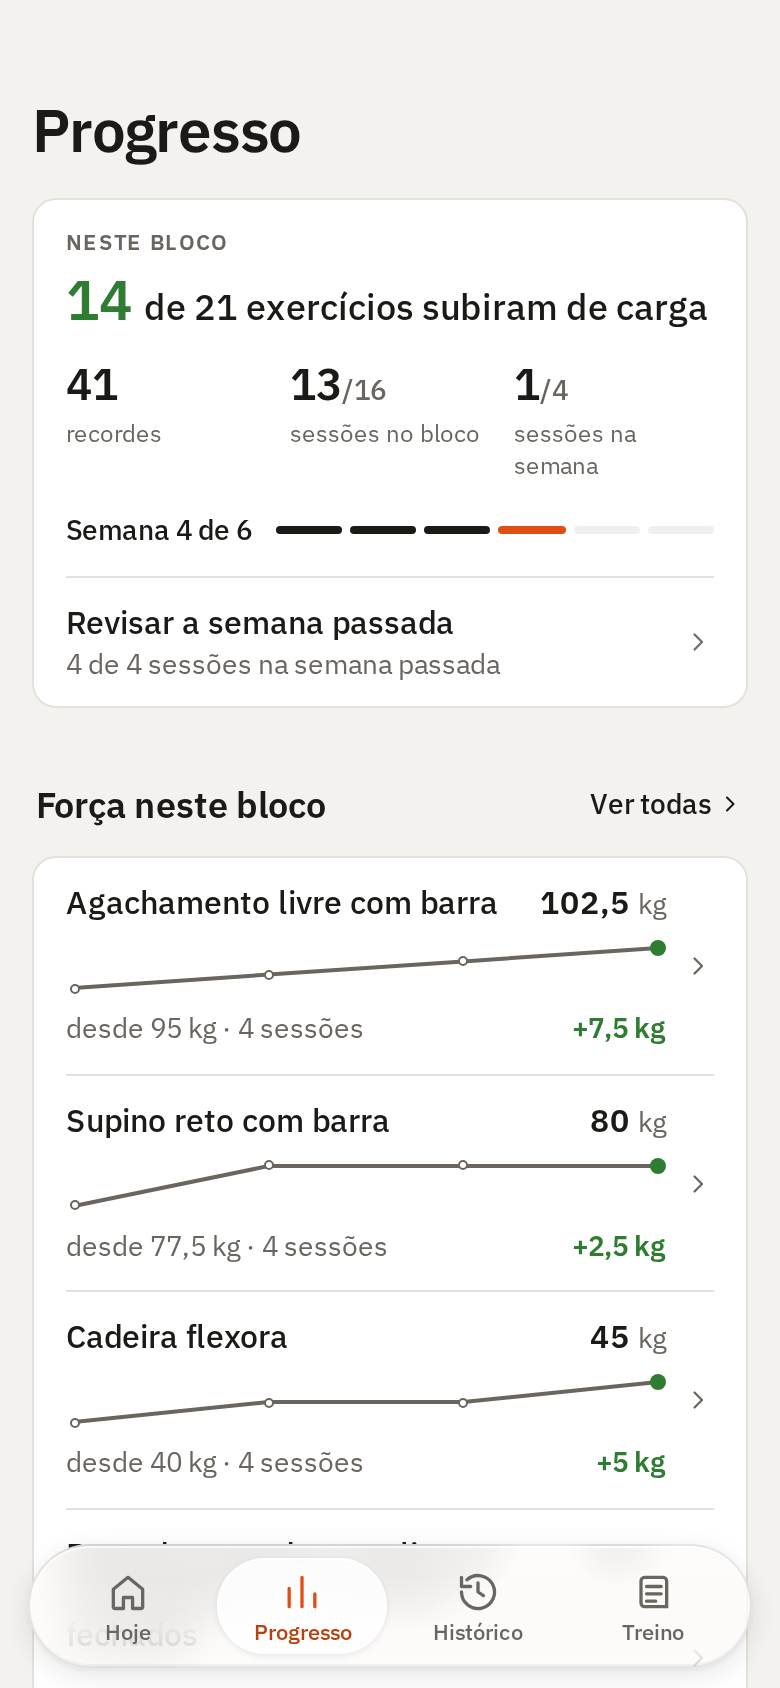 Progresso
NESTE BLOCO
14 de 21 exercícios subiram de carga
41
recordes
13/16
sessões no bloco
1/4
sessões na
semana
Semana 4 de 6
Revisar a semana passada
4 de 4 sessões na semana passada
Força neste bloco
Ver todas
Agachamento livre com barra 102,5 kg
desde 95 kg · 4 sessões +7,5 kg
Supino reto com barra 80 kg
desde 77,5 kg · 4 sessões +2,5 kg
Cadeira flexora 45 kg
desde 40 kg · 4 sessões +5 kg
fechados
Hoje
Progresso
Histórico
Treino